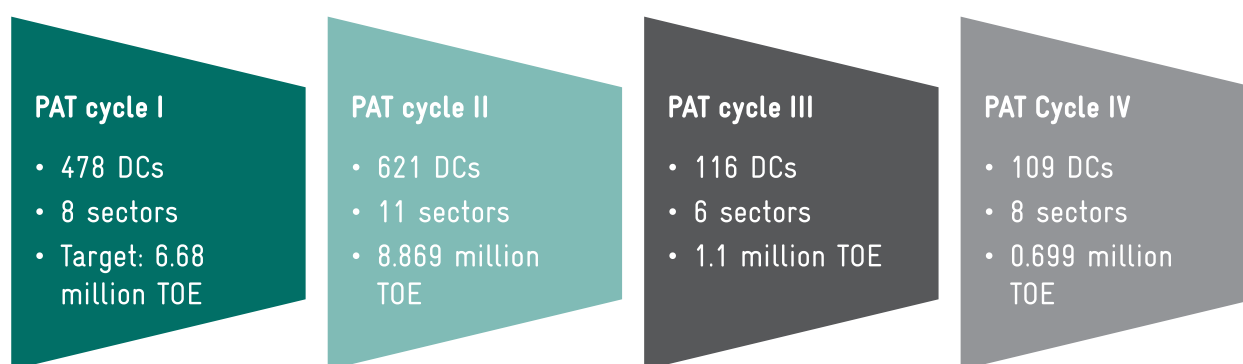 PAT cycle I
• 478 DCs
• 8 sectors
• Target: 6.68
million TOE
PAT cycle II
• 621 DCs
• 11 sectors
• 8.869 million
TOE
PAT cycle III
• 116 DCs
• 6 sectors
• 1.1 million TOE
PAT Cycle IV
• 109 DCs
• 8 sectors
• 0.699 million
TOE